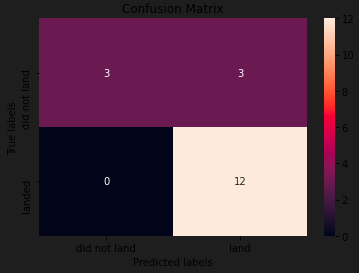 Confusion Matrix
True labels
did not land
landed
3
3
0
12
did not land
land
Predicted labels
12
10
8
6
4
2
0